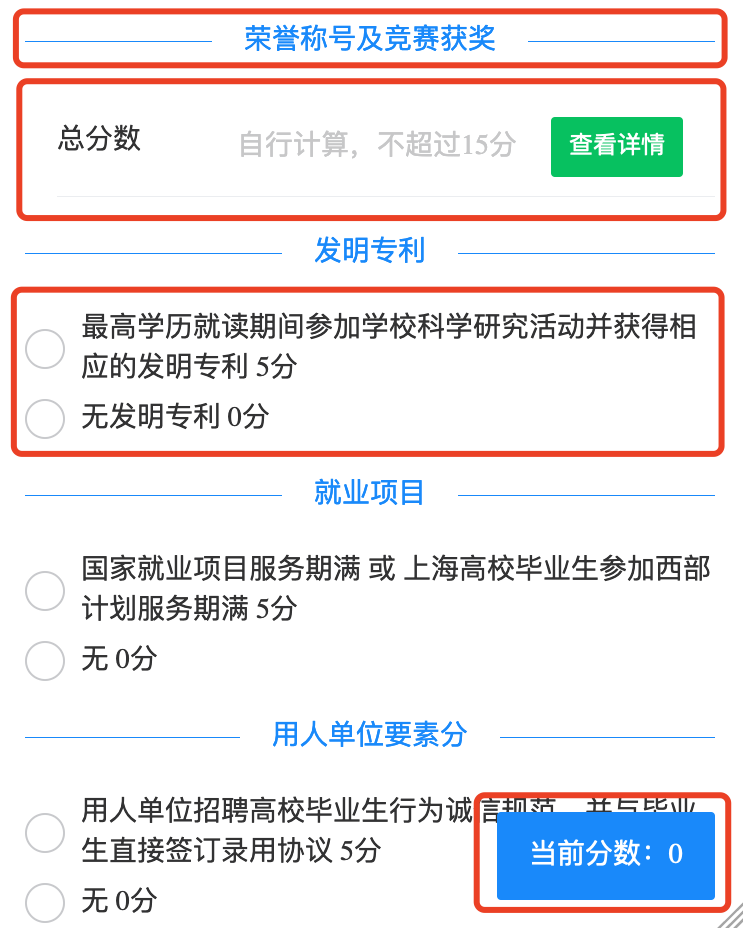 荣誉称号及竞赛获奖
总分数 自行计算，不超过15分 查看详情
发明专利
最高学历就读期间参加学校科学研究活动并获得相
应的发明专利 5分
无发明专利 0分
就业项目
国家就业项目服务期满 或 上海高校毕业生参加西部
计划服务期满 5分
无 0分
用人单位要素分
用人单位招聘高校毕业生行为诚信规范，并与毕业
生直接签订录用协议 5分
当前分数：0
无 0分